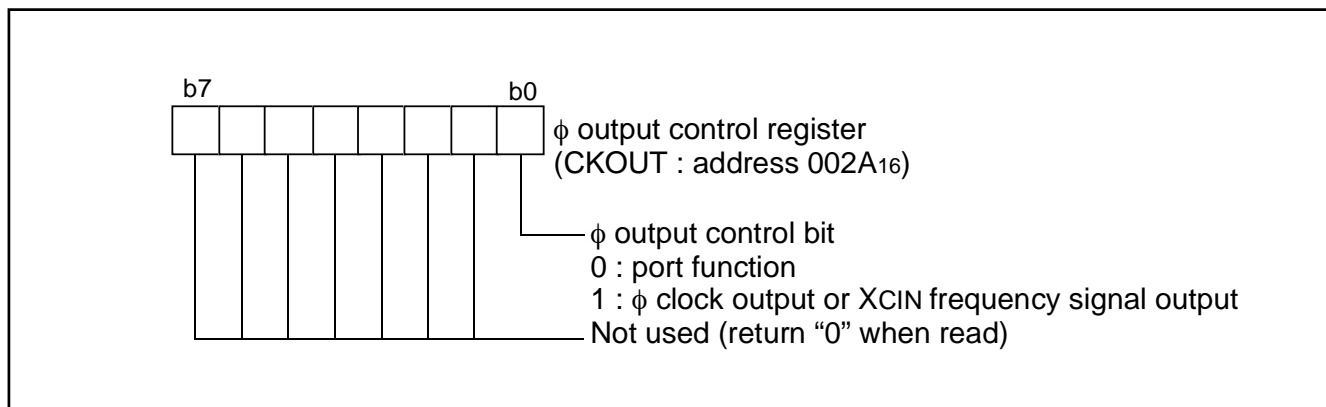 b7
b0
ϕ output control register
(CKOUT : address 002A16)
ϕ output control bit
0 : port function
1 : ϕ clock output or XCIN frequency signal output
Not used (return “0” when read)